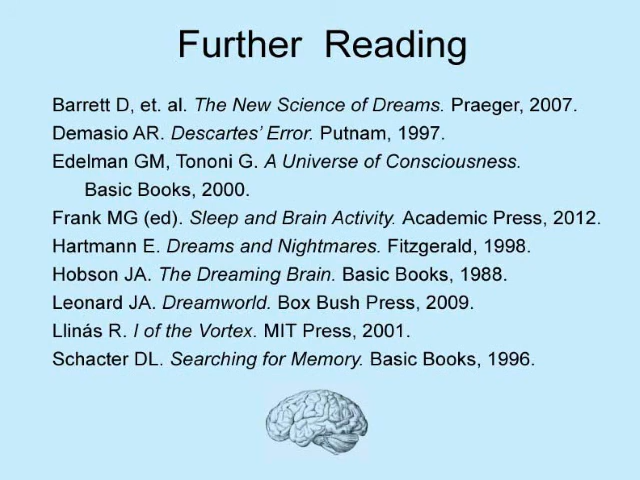 Further Reading
Barrett D, et. al. The New Science of Dreams. Praeger, 2007.
Demasio AR. Descartes’ Error. Putnam, 1997.
Edelman GM, Tononi G. A Universe of Consciousness.
Basic Books, 2000.
Frank MG (ed). Sleep and Brain Activity. Academic Press, 2012.
Hartmann E. Dreams and Nightmares. Fitzgerald, 1998.
Hobson JA. The Dreaming Brain. Basic Books, 1988.
Leonard JA. Dreamworld. Box Bush Press, 2009.
Llinás R. I of the Vortex. MIT Press, 2001.
Schacter DL. Searching for Memory. Basic Books, 1996.